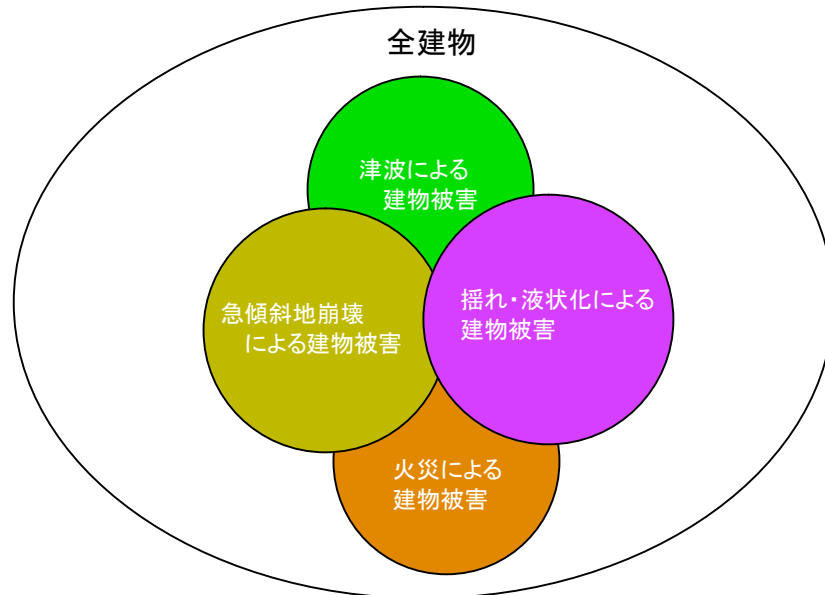 全建物
津波による
建物被害
急傾斜地崩壊
による建物被害
揺れ・液状化による
建物被害
火災による
建物被害